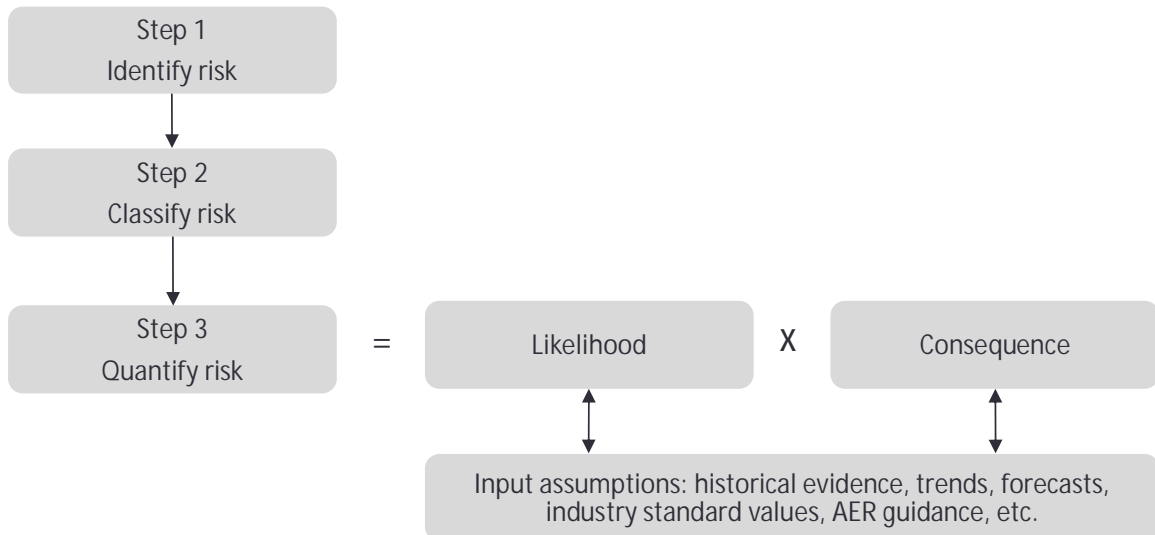 Step 1
Identify risk
Step 2
Classify risk
Step 3
Quantify risk
=
Likelihood
X
Consequence
Input assumptions: historical evidence, trends, forecasts,
industry standard values, AER guidance, etc.